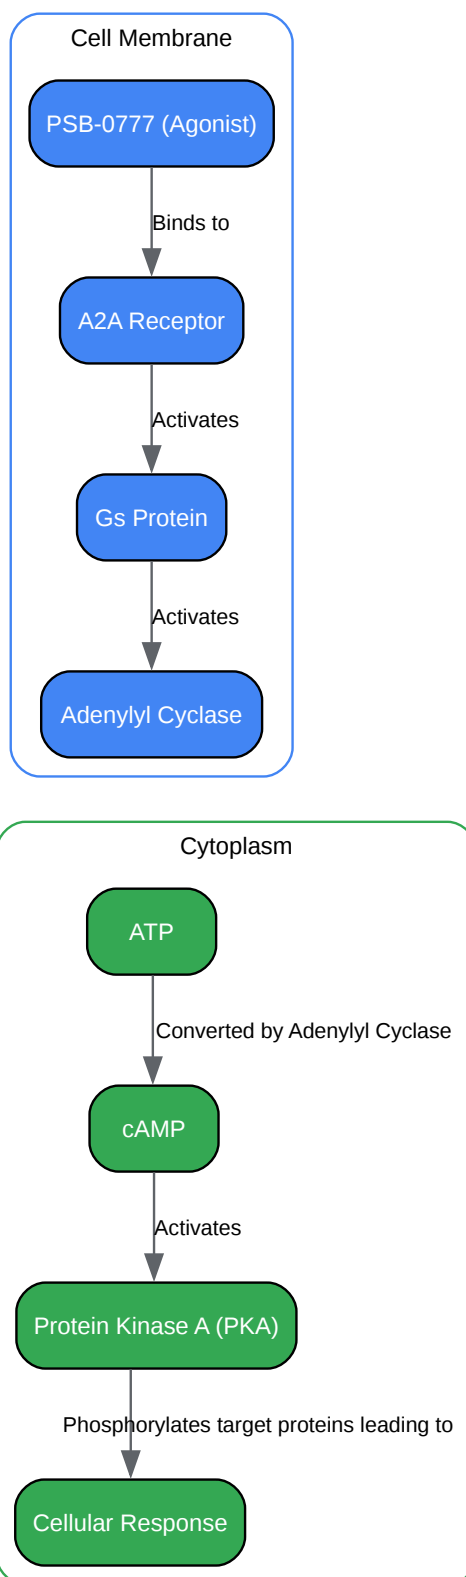 Cell Membrane
PSB-0777 (Agonist)
Binds to
A2A Receptor
Activates
Gs Protein
Activates
Adenylyl Cyclase
Cytoplasm
ATP
Converted by Adenylyl Cyclase
cAMP
Activates
Protein Kinase A (PKA)
Phosphorylates target proteins leading to
Cellular Response